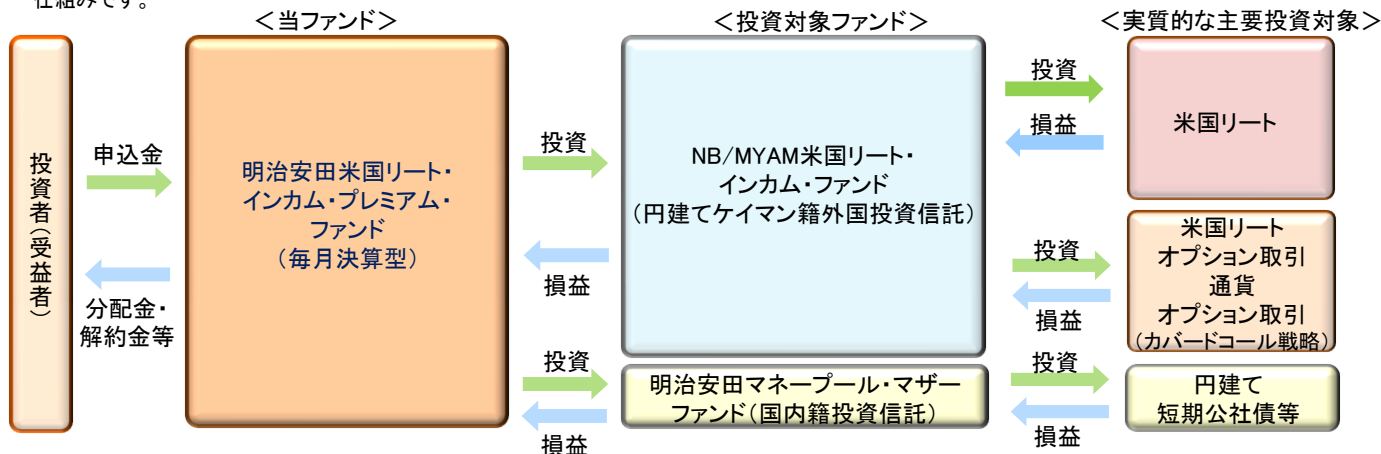 仕組みです。
＜当ファンド＞
＜投資対象ファンド＞
＜実質的な主要投資対象＞
投資者（受益者）
申込金
分配金・
解約金等
明治安田米国リート・
インカム・プレミアム・
ファンド
（毎月決算型）
投資
損益
投資
損益
NB/MYAM米国リート・
インカム・ファンド
（円建てケイマン籍外国投資信託）
明治安田マネープール・マザー
ファンド（国内籍投資信託）
投資
損益
投資
損益
投資
損益
米国リート
米国リート
オプション取引
通貨
オプション取引
（カバードコール戦略）
円建て
短期公社債等